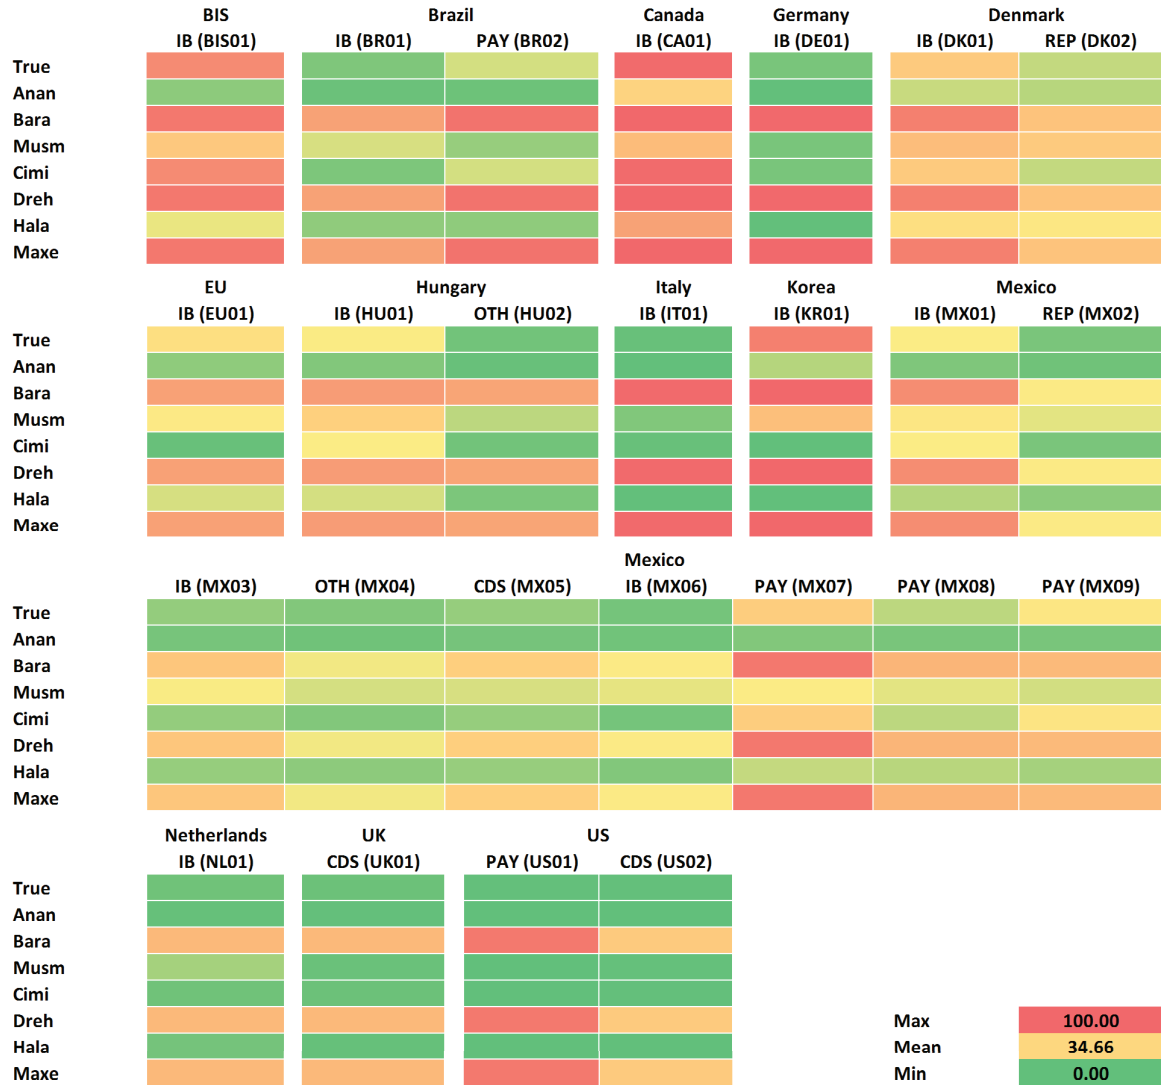 BIS Brazil Canada Germany Denmark
IB (BIS01) IB (BR01) PAY (BR02) IB (CA01) IB (DE01) IB (DK01) REP (DK02)
True
Anan
Bara
Musm
Cimi
Dreh
Hala
Maxe
EU Hungary Italy Korea Mexico
IB (EU01) IB (HU01) OTH (HU02) IB (IT01) IB (KR01) IB (MX01) REP (MX02)
True
Anan
Bara
Musm
Cimi
Dreh
Hala
Maxe
Mexico
IB (MX03) OTH (MX04) CDS (MX05) IB (MX06) PAY (MX07) PAY (MX08) PAY (MX09)
True
Anan
Bara
Musm
Cimi
Dreh
Hala
Maxe
Netherlands UK US
IB (NL01) CDS (UK01) PAY (US01) CDS (US02)
True
Anan
Bara
Musm
Cimi
Dreh Max 100.00
Hala Mean 34.66
Maxe Min 0.00